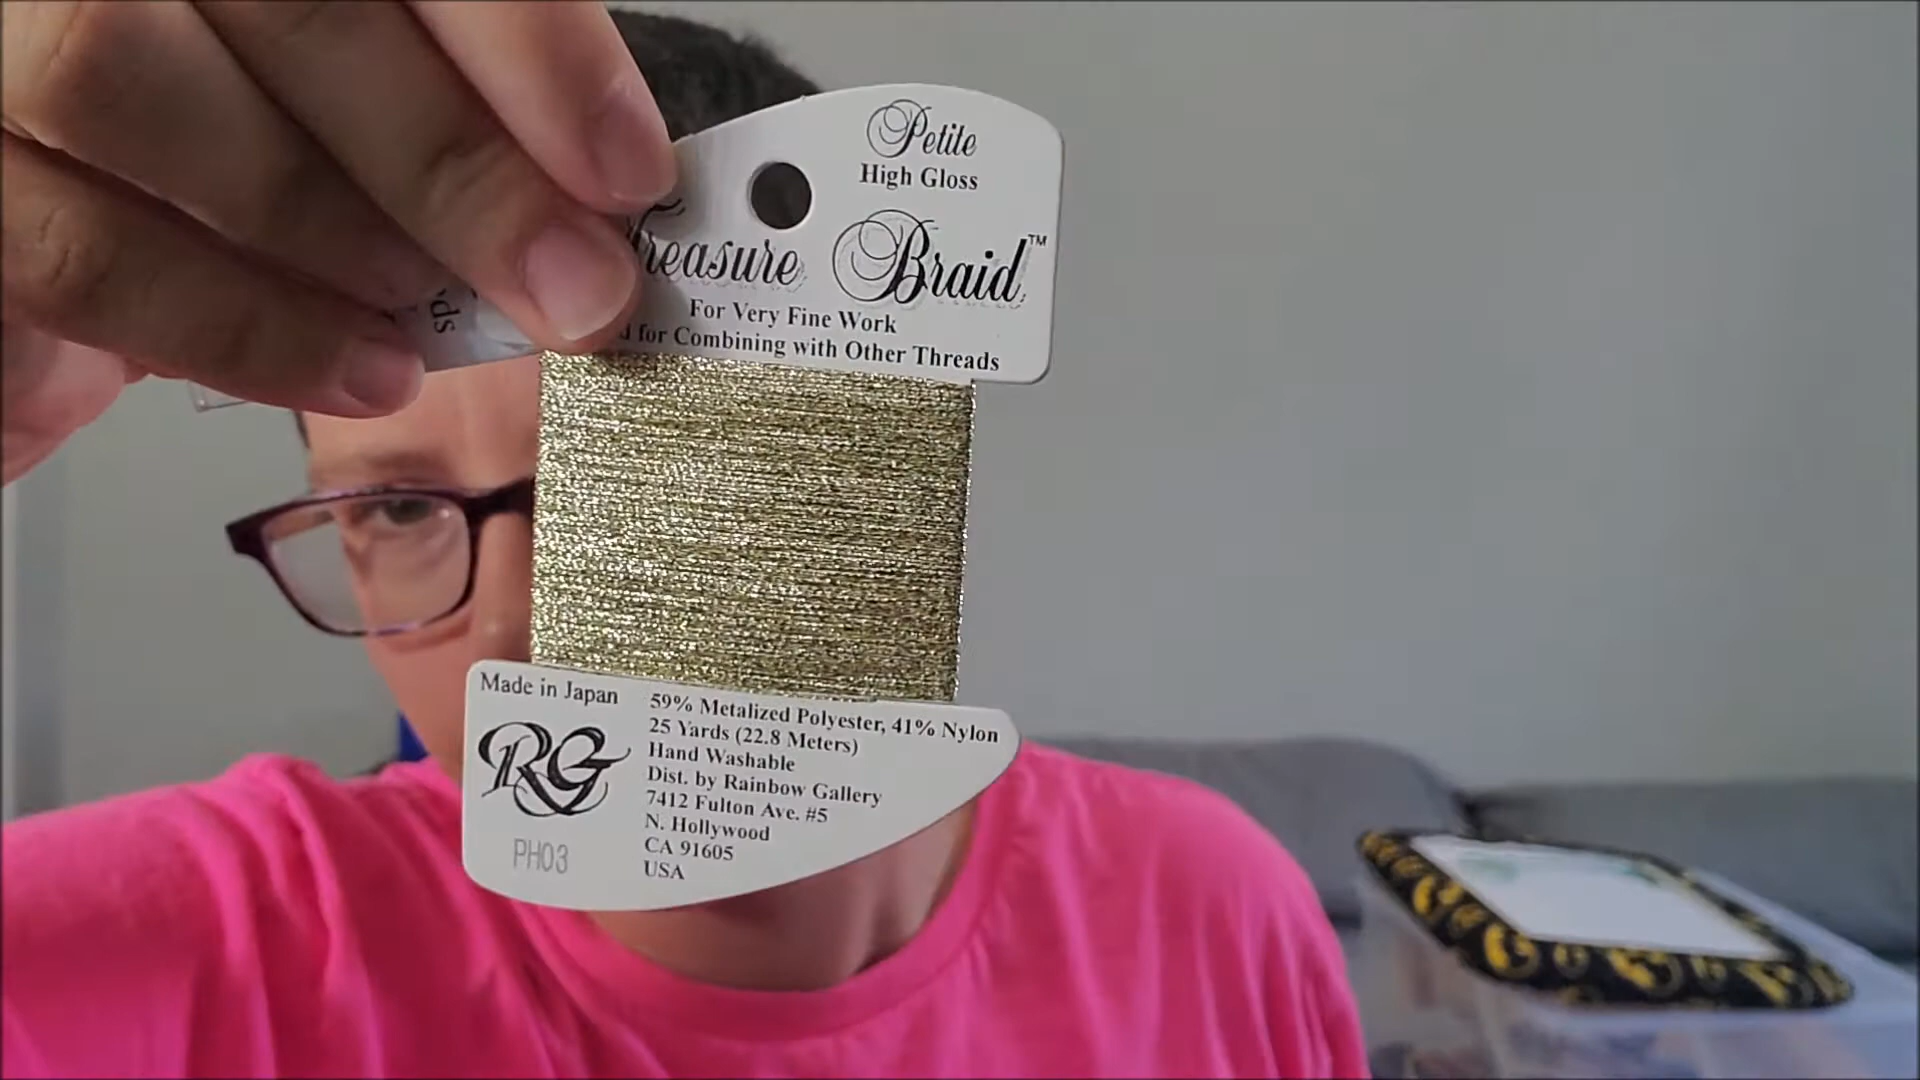 Petite
High Gloss
Treasure Braid™
For Very Fine Work
for Combining with Other Threads
ds
Made in Japan
RG
PH03
59% Metalized Polyester, 41% Nylon
25 Yards (22.8 Meters)
Hand Washable
Dist. by Rainbow Gallery
7412 Fulton Ave. #5
N. Hollywood
CA 91605
USA